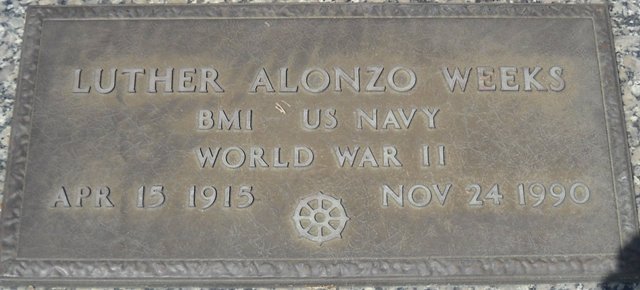 LUTHER ALONZO WEEKS
BM1 US NAVY
WORLD WAR II
APR 15 1915 NOV 24 1990